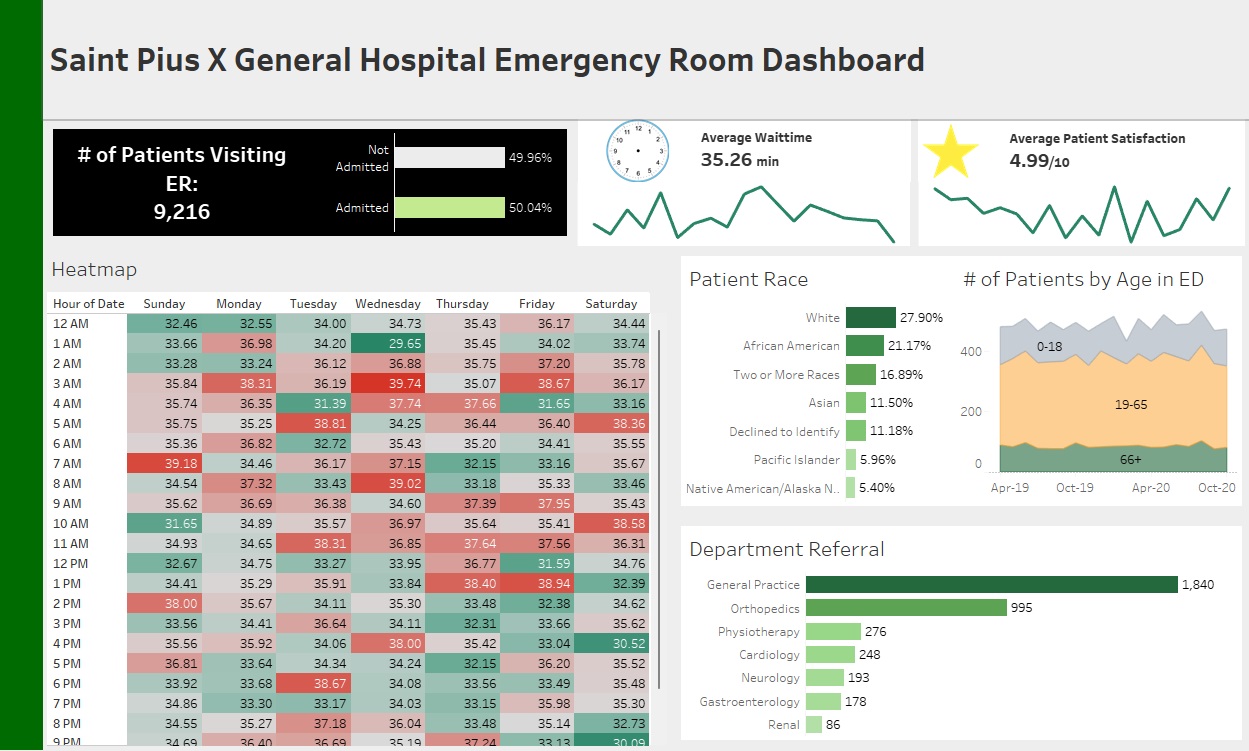 Saint Pius X General Hospital Emergency Room Dashboard
# of Patients Visiting
ER:
9,216
Not
Admitted
49.96%
Admitted
50.04%
Average Waittime
35.26 min
Average Patient Satisfaction
4.99/10
Heatmap
Hour of Date Sunday Monday Tuesday Wednesday Thursday Friday Saturday
12 AM 32.46 32.55 34.00 34.73 35.43 36.17 34.44
1 AM 33.66 36.98 34.20 29.65 35.45 34.02 33.74
2 AM 33.28 33.24 36.12 36.88 35.75 37.20 35.78
3 AM 35.84 38.31 36.19 39.74 35.07 38.67 36.17
4 AM 35.74 36.35 31.39 37.74 37.66 31.65 33.16
5 AM 35.75 35.25 38.81 34.25 36.44 36.40 38.36
6 AM 35.36 36.82 32.72 35.43 35.20 34.41 35.55
7 AM 39.18 34.46 36.17 37.15 32.15 33.16 35.67
8 AM 34.54 37.32 33.43 39.02 33.18 35.33 33.46
9 AM 35.62 36.69 36.38 34.60 37.39 37.95 35.43
10 AM 31.65 34.89 35.57 36.97 35.64 35.41 38.58
11 AM 34.93 34.65 38.31 36.85 37.64 37.56 36.31
12 PM 32.67 34.75 33.27 33.95 36.77 31.59 34.76
1 PM 34.41 35.29 35.91 33.84 38.40 38.94 32.39
2 PM 38.00 35.67 34.11 35.30 33.48 32.38 34.62
3 PM 33.56 34.41 36.64 34.11 32.31 33.66 35.62
4 PM 35.56 35.92 34.06 38.00 35.42 33.04 30.52
5 PM 36.81 33.64 34.34 34.24 32.15 36.20 35.52
6 PM 33.92 33.68 38.67 34.08 33.56 33.49 35.48
7 PM 34.86 33.30 33.17 34.03 33.15 35.98 35.30
8 PM 34.55 35.27 37.18 36.04 33.48 35.14 32.73
9 PM 34.69 36.40 36.69 35.19 37.24 33.13 30.09
Patient Race
White 27.90%
African American 21.17%
Two or More Races 16.89%
Asian 11.50%
Declined to Identify 11.18%
Pacific Islander 5.96%
Native American/Alaska N.. 5.40%
# of Patients by Age in ED
400
200
0
0-18
19-65
66+
Apr-19 Oct-19 Apr-20 Oct-20
Department Referral
General Practice 1,840
Orthopedics 995
Physiotherapy 276
Cardiology 248
Neurology 193
Gastroenterology 178
Renal 86
12
1
2
3
4
5
6
7
8
9
10
11